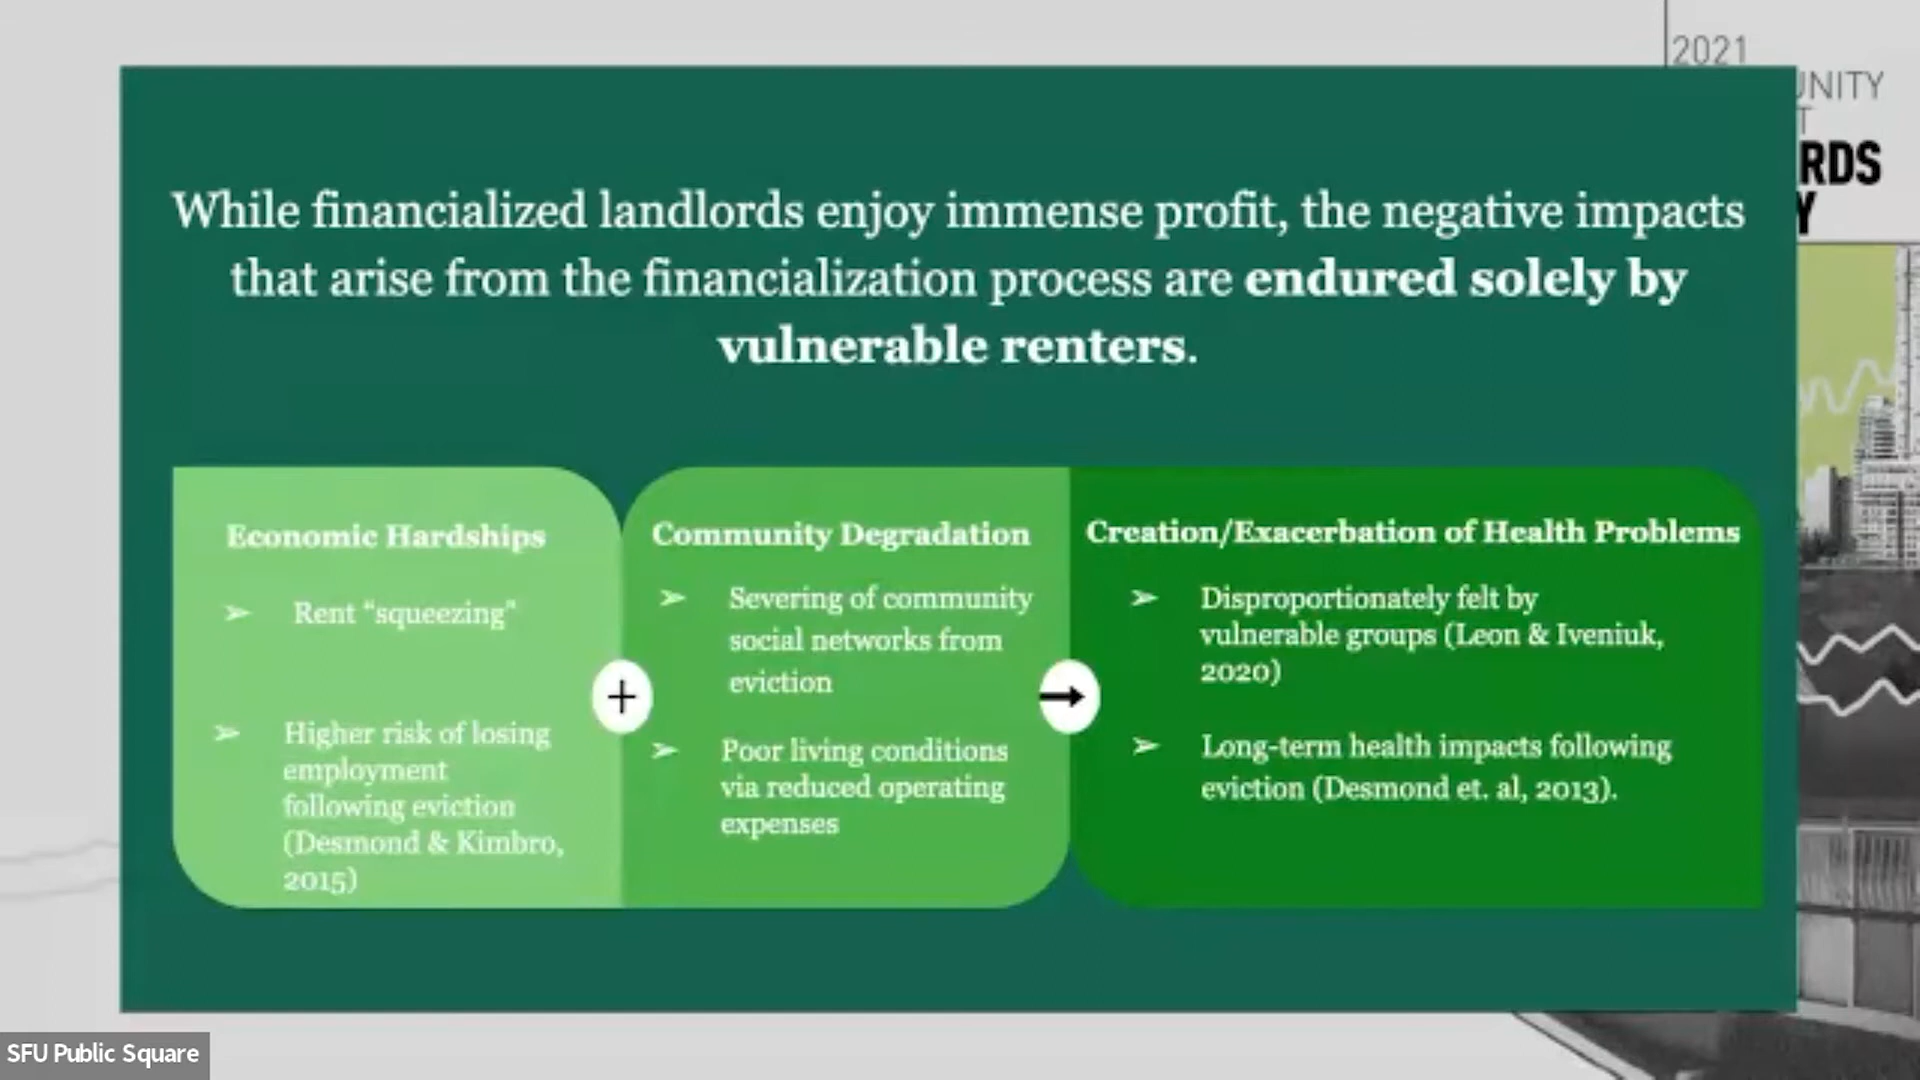 2021
UNITY
T
RDS
Y
While financialized landlords enjoy immense profit, the negative impacts
that arise from the financialization process are endured solely by
vulnerable renters.
Economic Hardships
➢ Rent “squeezing”
➢ Higher risk of losing
employment
following eviction
(Desmond & Kimbro,
2015)
+
Community Degradation
➢ Severing of community
social networks from
eviction
➢ Poor living conditions
via reduced operating
expenses
Creation/Exacerbation of Health Problems
➢ Disproportionately felt by
vulnerable groups (Leon & Iveniuk,
2020)
➢ Long-term health impacts following
eviction (Desmond et. al, 2013).
SFU Public Square